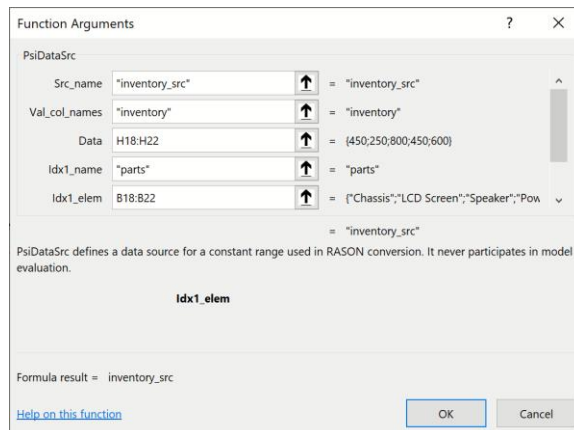 Function Arguments ? ×
PsiDataSrc
Src_name "inventory_src" = "inventory_src"
Val_col_names "inventory" = "inventory"
Data H18:H22 = {450;250;800;450;600}
Idx1_name "parts" = "parts"
Idx1_elem B18:B22 = {"Chassis";"LCD Screen";"Speaker";"Pow
= "inventory_src"
PsiDataSrc defines a data source for a constant range used in RASON conversion. It never participates in model
evaluation.
Idx1_elem
Formula result = inventory_src
Help on this function OK Cancel